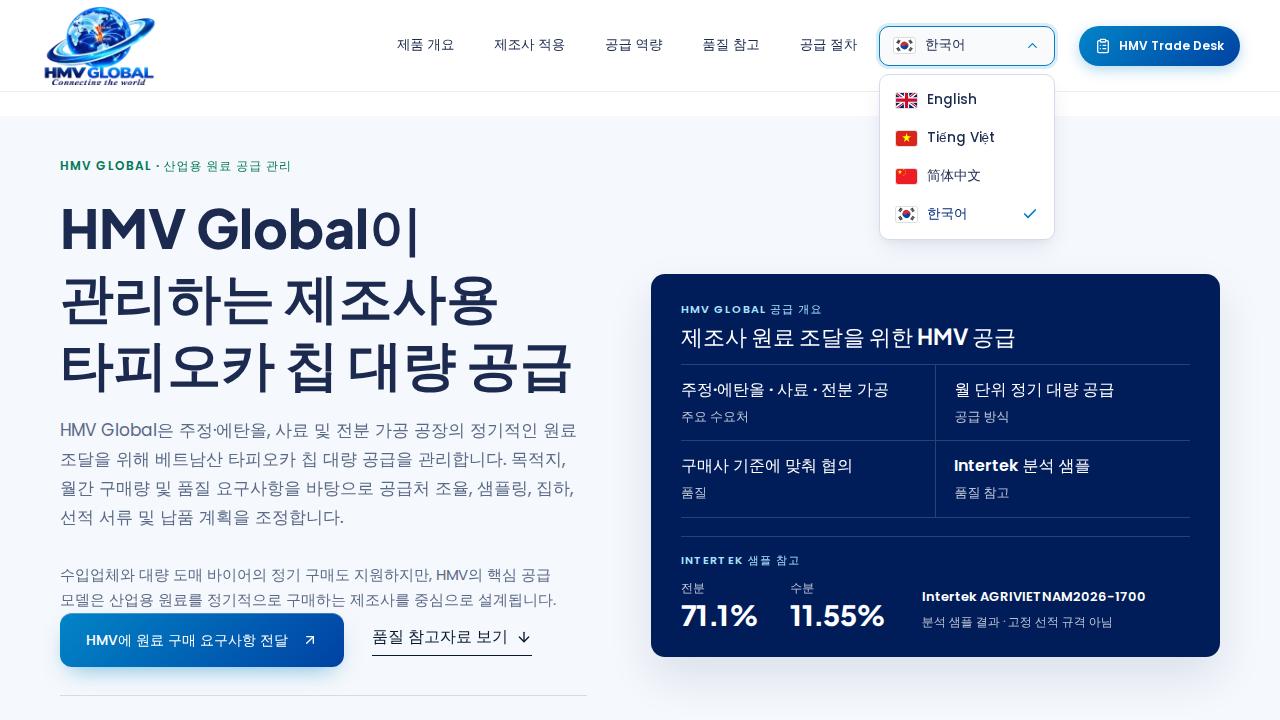 HMV GLOBAL
Connecting the world
제품 개요
제조사 적용
공급 역량
품질 참고
공급 절차
한국어
HMV Trade Desk
English
Tiếng Việt
简体中文
한국어
HMV GLOBAL · 산업용 원료 공급 관리
HMV Global이
관리하는 제조사용
타피오카 칩 대량 공급
HMV Global은 주정·에탄올, 사료 및 전분 가공 공장의 정기적인 원료
조달을 위해 베트남산 타피오카 칩 대량 공급을 관리합니다. 목적지,
월간 구매량 및 품질 요구사항을 바탕으로 공급처 조율, 샘플링, 집하,
선적 서류 및 납품 계획을 조정합니다.
수입업체와 대량 도매 바이어의 정기 구매도 지원하지만, HMV의 핵심 공급
모델은 산업용 원료를 정기적으로 구매하는 제조사를 중심으로 설계됩니다.
HMV에 원료 구매 요구사항 전달
품질 참고자료 보기
HMV GLOBAL 공급 개요
제조사 원료 조달을 위한 HMV 공급
주정·에탄올 · 사료 · 전분 가공
주요 수요처
월 단위 정기 대량 공급
공급 방식
구매사 기준에 맞춰 협의
품질
Intertek 분석 샘플
품질 참고
INTERTEK 샘플 참고
전분
71.1%
수분
11.55%
Intertek AGRIVIETNAM2026-1700
분석 샘플 결과 · 고정 선적 규격 아님